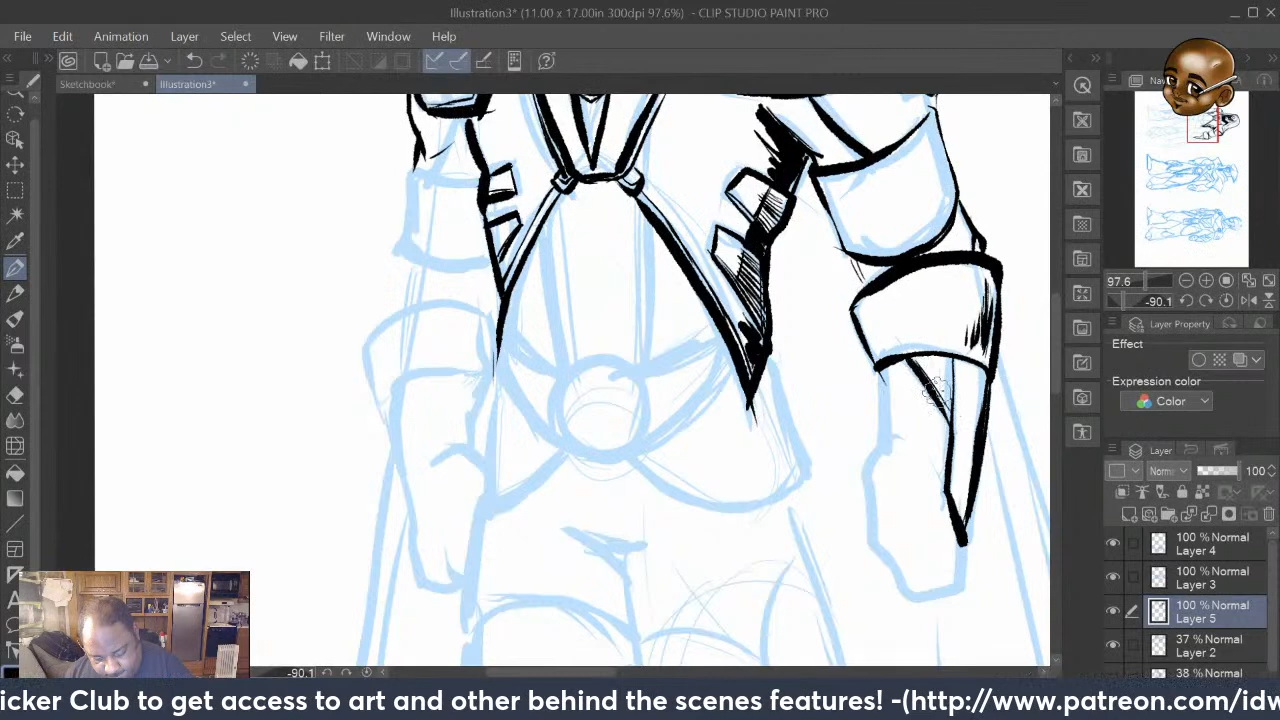 Illustration3* (11.00 x 17.00in 300dpi 97.6%) - CLIP STUDIO PAINT PRO
File Edit Animation Layer Select View Filter Window Help
Sketchbook* Illustration3*
97.6
-90.1
Layer Property
Effect
Expression color
Color
Layer
Norm 100
100 % Normal
Layer 4
100 % Normal
Layer 3
100 % Normal
Layer 5
37 % Normal
Layer 2
38 % Normal
-90.1
icker Club to get access to art and other behind the scenes features! -(http://www.patreon.com/idw